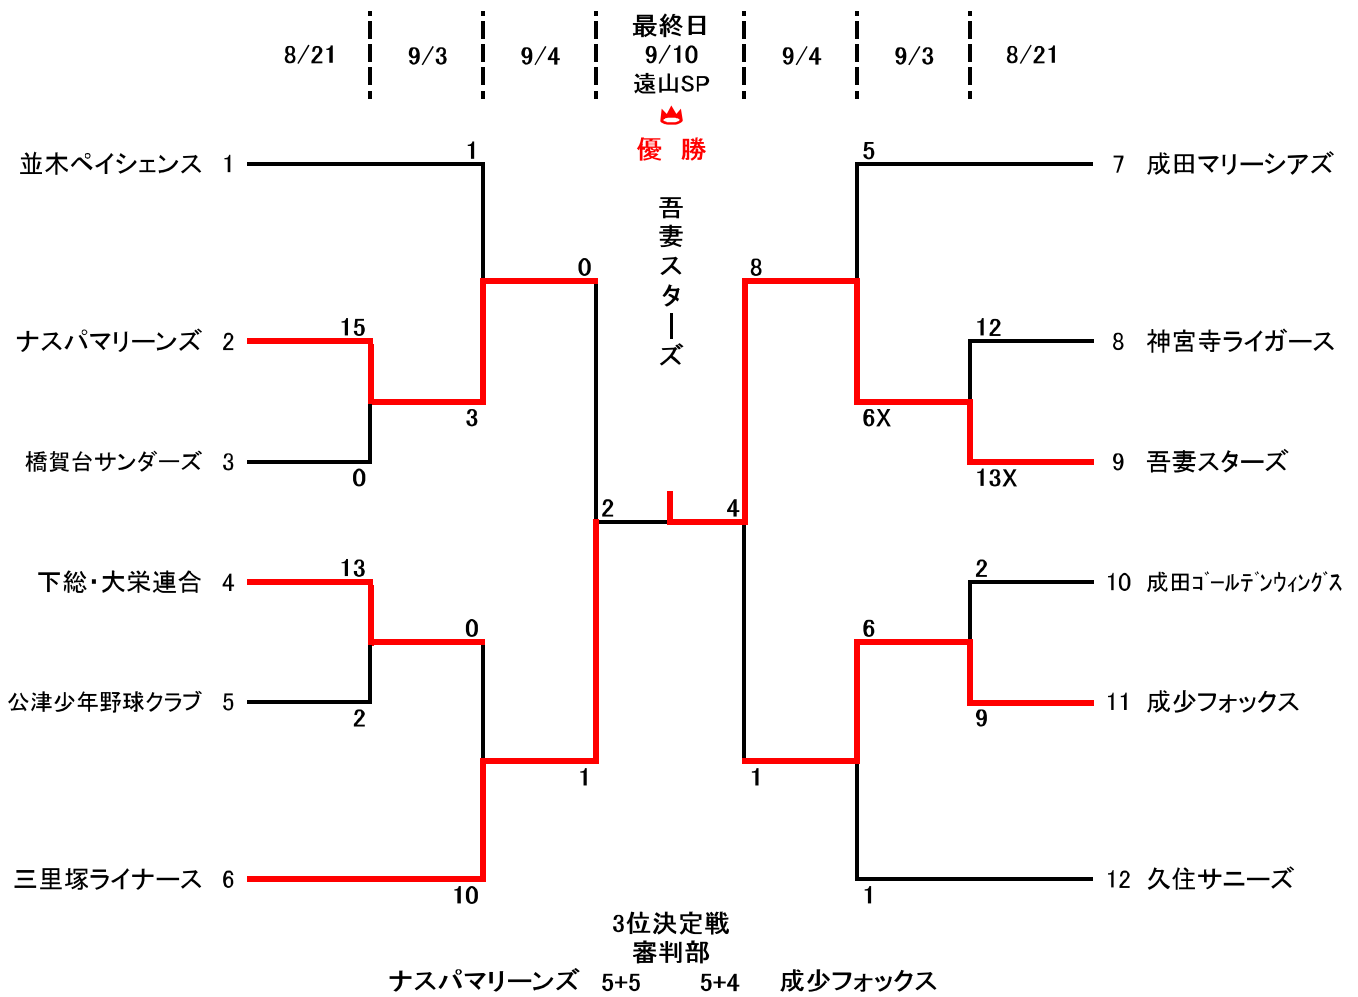 最終日
8/21 9/3 9/4 9/10 9/4 9/3 8/21
遠山SP
優 勝
吾妻スターズ
1 5
並木ペイシェンス 1 7 成田マリーシアズ
0 8
15 12
ナスパマリーンズ 2 8 神宮寺ライガース
3 6X
橋賀台サンダーズ 3 9 吾妻スターズ
0 13X
2 4
13 2
下総・大栄連合 4 10 成田ｺﾞｰﾙﾃﾞﾝｳｨﾝｸﾞｽ
0 6
公津少年野球クラブ 5 11 成少フォックス
2 9
1 1
三里塚ライナース 6 12 久住サニーズ
10 1
3位決定戦
審判部
ナスパマリーンズ 5+5 5+4 成少フォックス